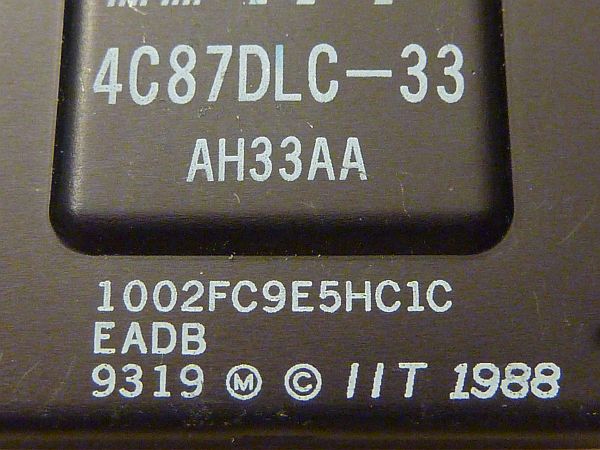 4C87DLC-33
AH33AA
1002FC9E5HC1C
EADB
9319 Ⓜ © IIT 1988